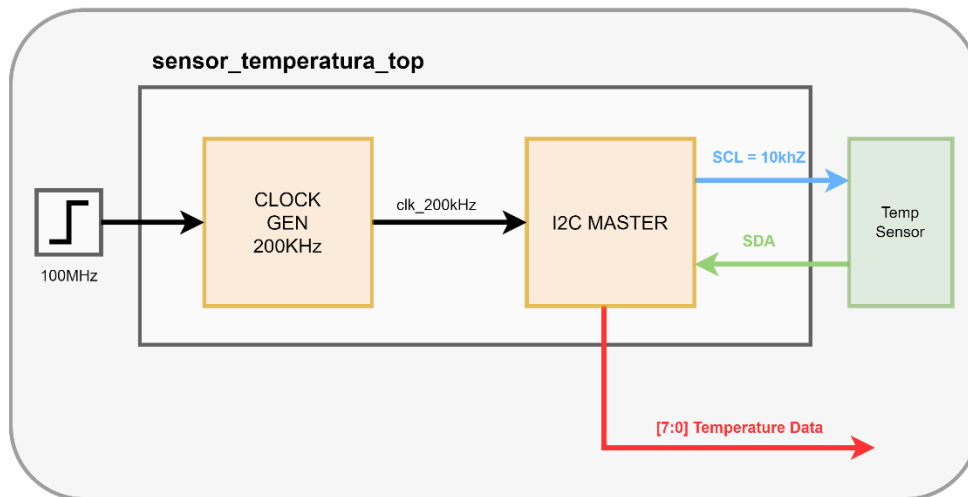 sensor_temperatura_top
100MHz
CLOCK
GEN
200KHz
clk_200kHz
I2C MASTER
SCL = 10khZ
SDA
Temp
Sensor
[7:0] Temperature Data